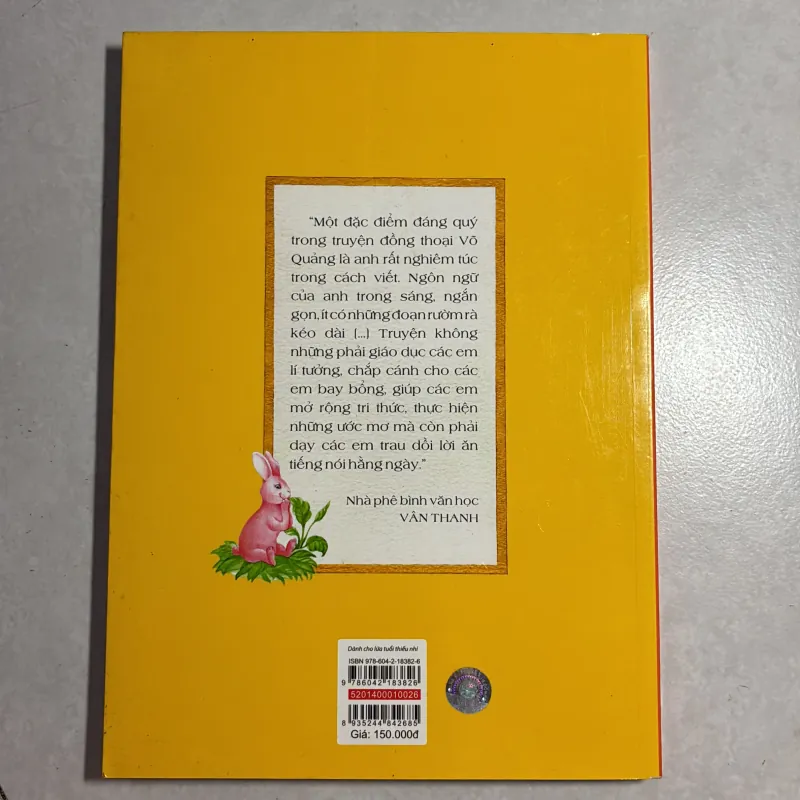 “Một đặc điểm đáng quý
trong truyện đồng thoại Võ
Quảng là anh rất nghiêm túc
trong cách viết. Ngôn ngữ
của anh trong sáng, ngắn
gọn, ít có những đoạn rườm rà
kéo dài (...) Truyện không
những phải giáo dục các em
lí tưởng, chắp cánh cho các
em bay bổng, giúp các em
mở rộng tri thức, thực hiện
những ước mơ mà còn phải
dạy các em trau dồi lời ăn
tiếng nói hằng ngày.”
Nhà phê bình văn học
VÂN THANH
Dành cho lứa tuổi thiếu nhi
ISBN 978-604-2-18382-6
9 786042 183826
5201400010026
8 935244 842685
Giá: 150.000đ